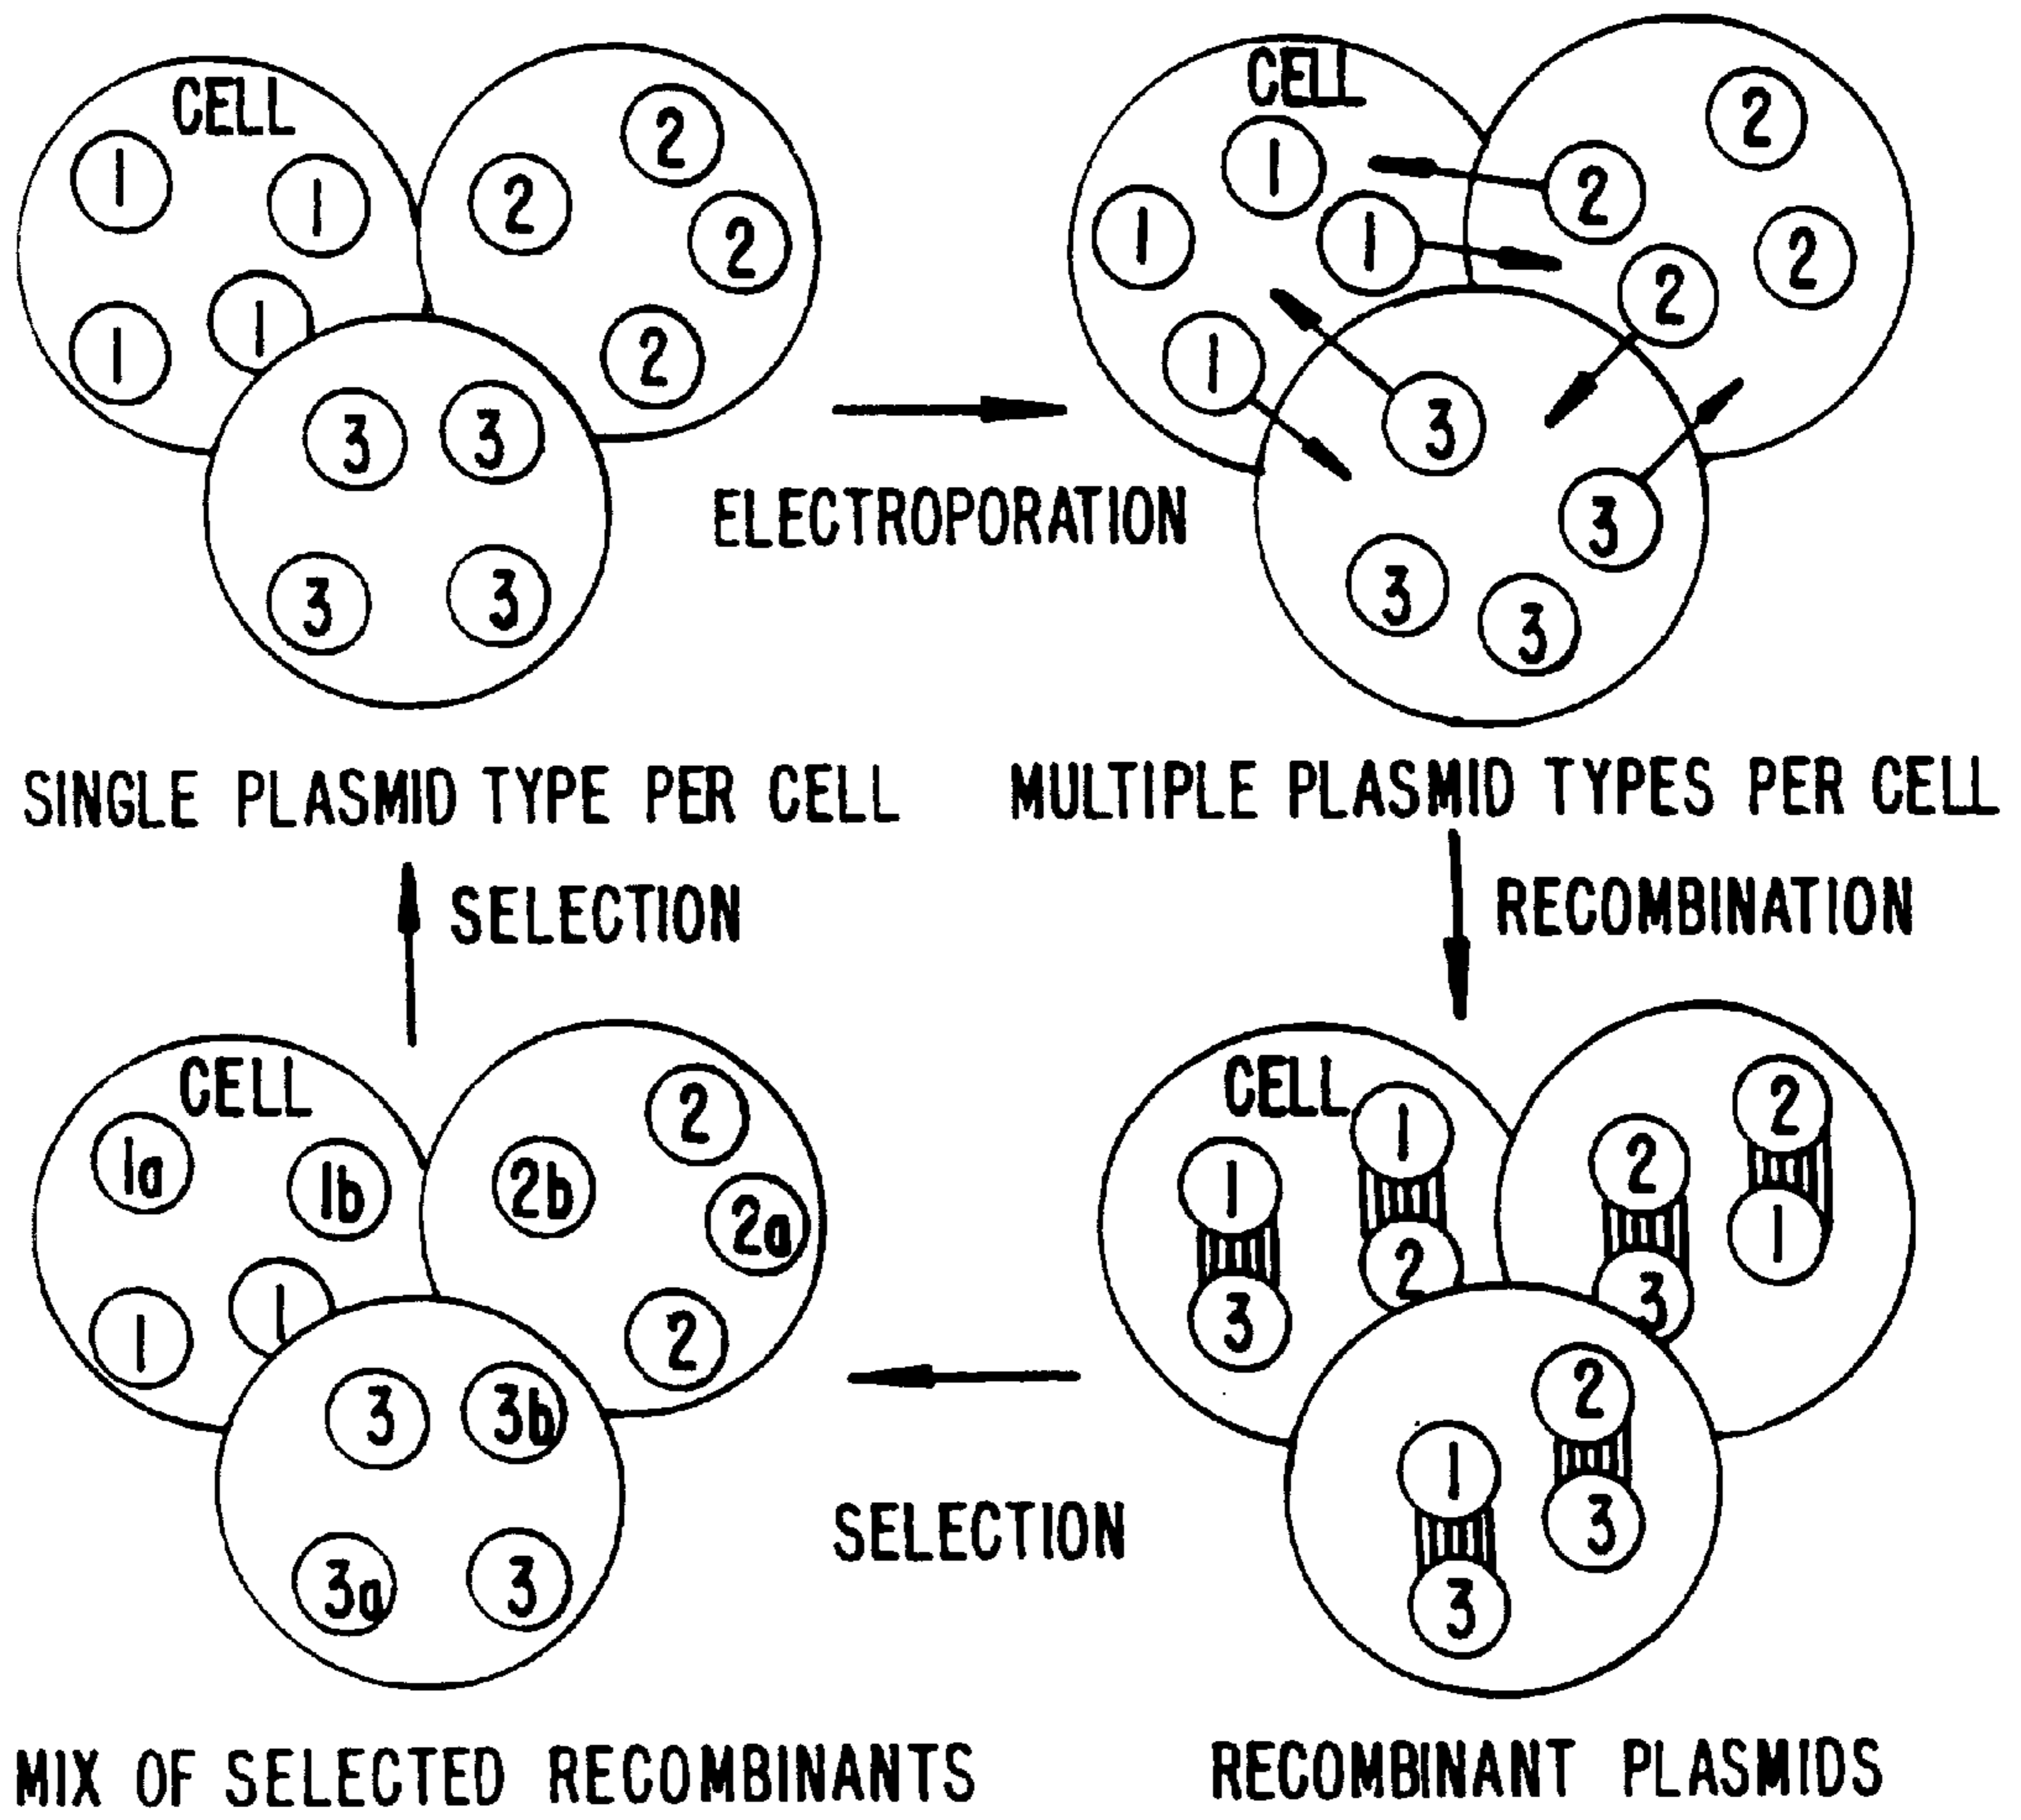 CELL
1
1
1
1
2
2
2
2
3
3
3
3
SINGLE PLASMID TYPE PER CELL
ELECTROPORATION
CELL
1
1
1
1
2
2
2
2
3
3
3
3
MULTIPLE PLASMID TYPES PER CELL
SELECTION
RECOMBINATION
CELL
1a
1b
1
1
2
2b
2a
2
3
3b
3a
3
MIX OF SELECTED RECOMBINANTS
SELECTION
CELL
1
3
1
2
2
3
2
1
1
3
2
3
RECOMBINANT PLASMIDS